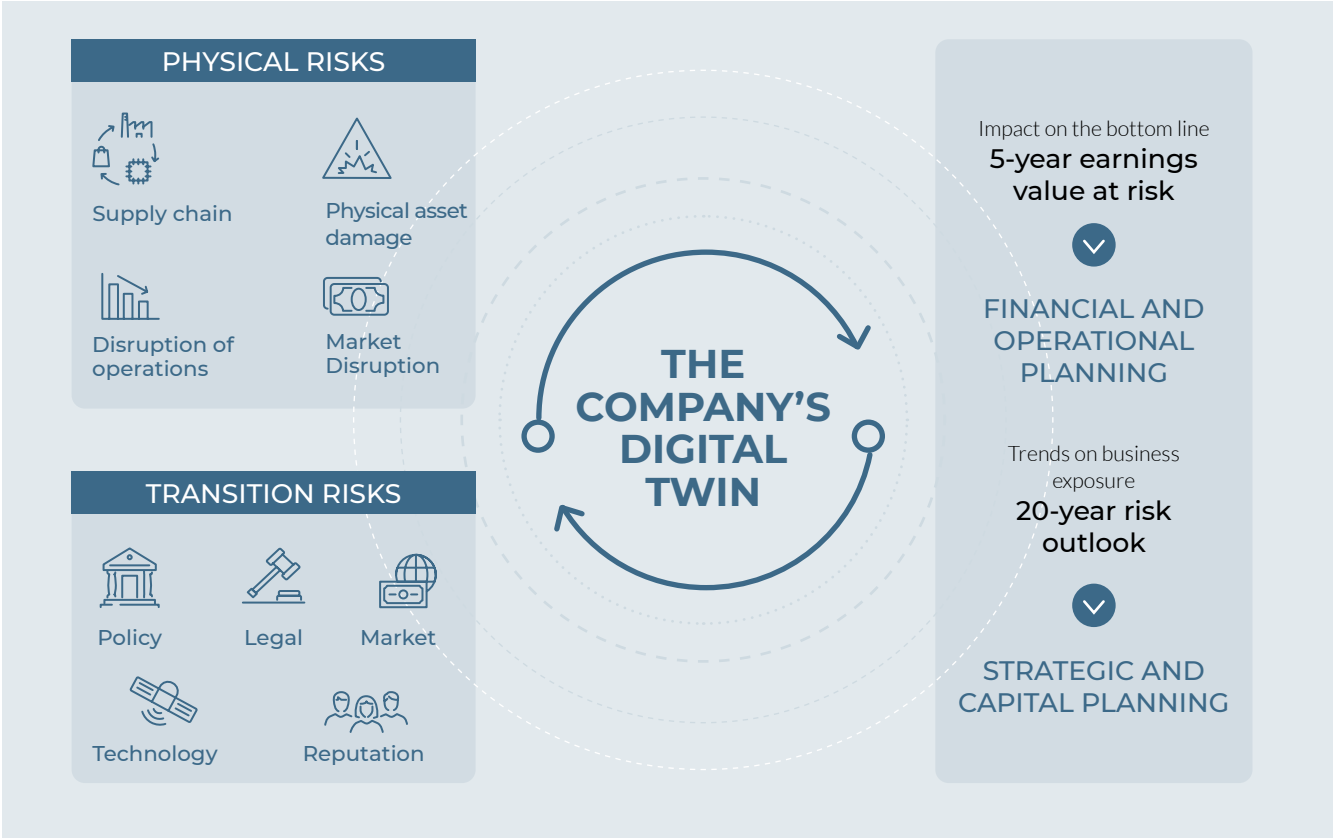 PHYSICAL RISKS
Supply chain
Physical asset
damage
Disruption of
operations
Market
Disruption
TRANSITION RISKS
Policy
Legal
Market
Technology
Reputation
THE
COMPANY’S
DIGITAL
TWIN
Impact on the bottom line
5-year earnings
value at risk
FINANCIAL AND
OPERATIONAL
PLANNING
Trends on business
exposure
20-year risk
outlook
STRATEGIC AND
CAPITAL PLANNING